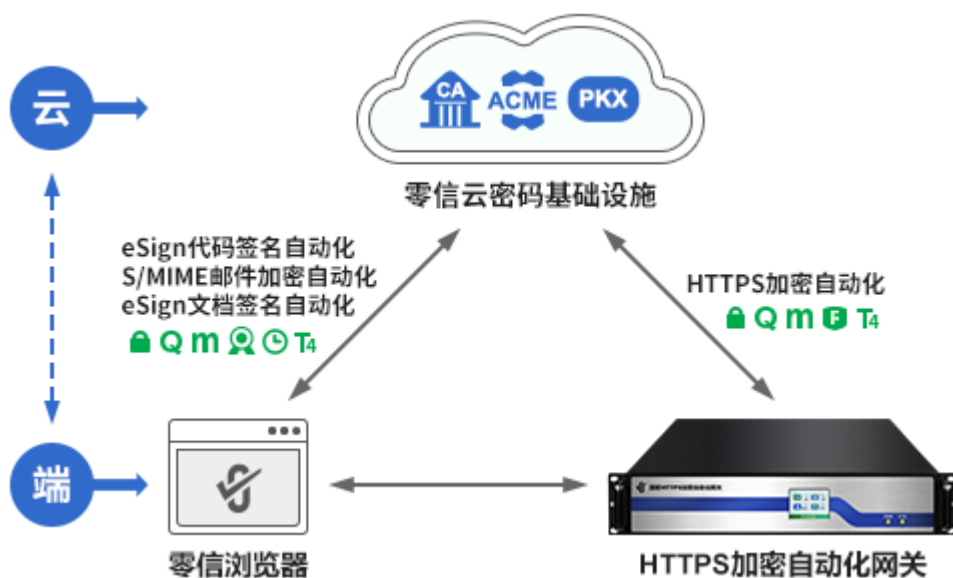 云
CA
ACME
PKX
零信云密码基础设施
eSign代码签名自动化
S/MIME邮件加密自动化
eSign文档签名自动化
Q m T4
HTTPS加密自动化
Q m F T4
端
零信浏览器
HTTPS加密自动化网关